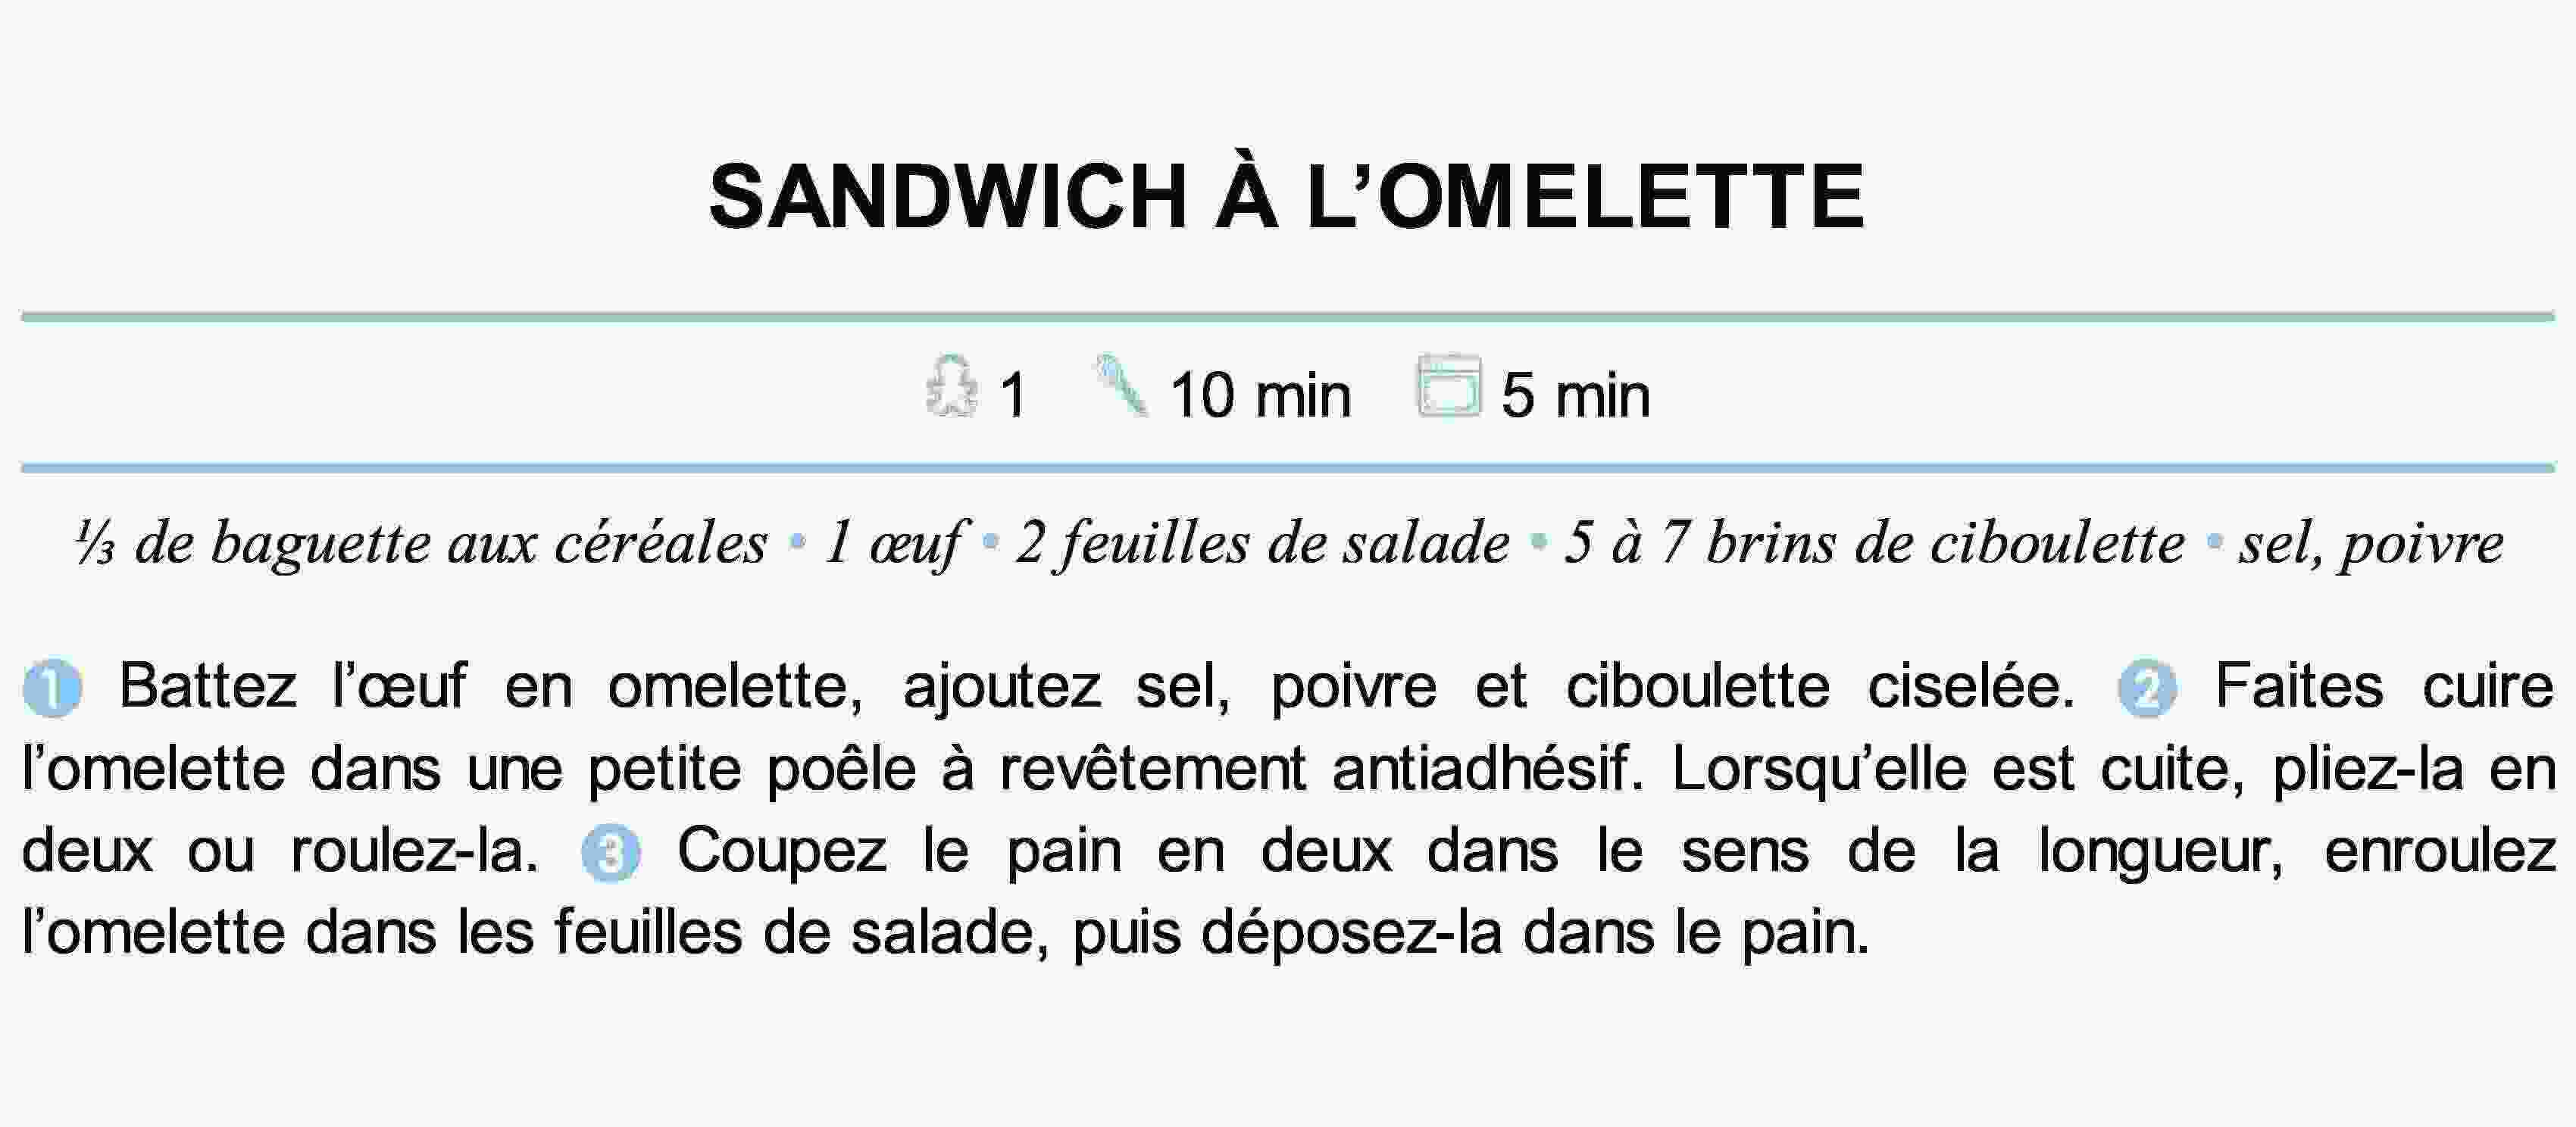 SANDWICH À L’OMELETTE
1 10 min 5 min
⅓ de baguette aux céréales • 1 œuf • 2 feuilles de salade • 5 à 7 brins de ciboulette • sel, poivre
1 Battez l’œuf en omelette, ajoutez sel, poivre et ciboulette ciselée. 2 Faites cuire
l’omelette dans une petite poêle à revêtement antiadhésif. Lorsqu’elle est cuite, pliez-la en
deux ou roulez-la. 3 Coupez le pain en deux dans le sens de la longueur, enroulez
l’omelette dans les feuilles de salade, puis déposez-la dans le pain.